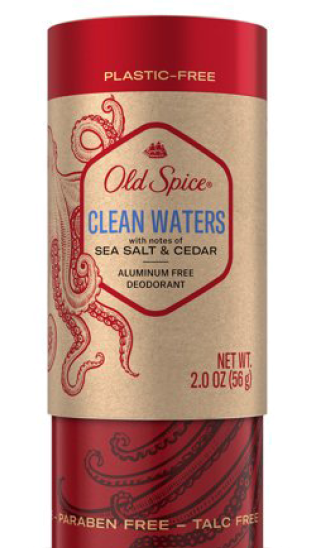 PLASTIC-FREE
Old Spice®
CLEAN WATERS
with notes of
SEA SALT & CEDAR
ALUMINUM FREE
DEODORANT
NET WT.
2.0 OZ (56 g)
- PARABEN FREE - TALC FREE